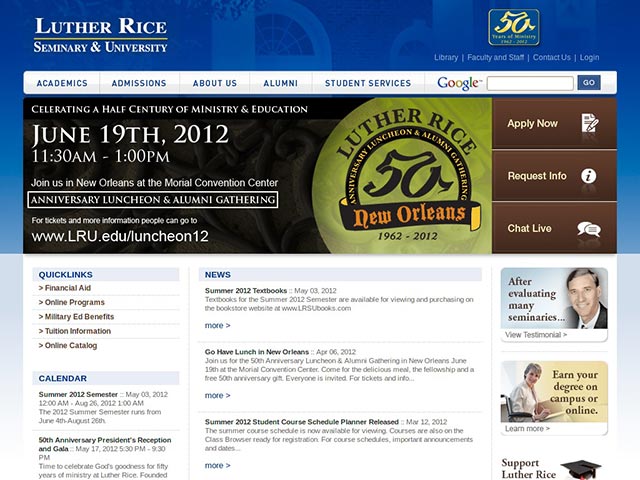 LUTHER RICE
SEMINARY & UNIVERSITY
50
Years of Ministry
1962 - 2012
Library | Faculty and Staff | Contact Us | Login
ACADEMICS
ADMISSIONS
ABOUT US
ALUMNI
STUDENT SERVICES
Google™
GO
CELERATING A HALF CENTURY OF MINISTRY & EDUCATION
JUNE 19TH, 2012
11:30AM - 1:00PM
Join us in New Orleans at the Morial Convention Center
ANNIVERSARY LUNCHEON & ALUMNI GATHERING
For tickets and more information people can go to
www.LRU.edu/luncheon12
LUTHER RICE
ANNIVERSARY LUNCHEON & ALUMNI GATHERING
50
New Orleans
1962 - 2012
Apply Now
Request Info
Chat Live
QUICKLINKS
> Financial Aid
> Online Programs
> Military Ed Benefits
> Tuition Information
> Online Catalog
CALENDAR
Summer 2012 Semester :: May 03, 2012
12:00 AM - Aug 26, 2012 1:00 AM
The 2012 Summer Semester runs from
June 4th-August 26th.
50th Anniversary President's Reception
and Gala :: May 17, 2012 5:30 PM - 9:30
PM
Time to celebrate God's goodness for fifty
years of ministry at Luther Rice. Founded
NEWS
Summer 2012 Textbooks :: May 03, 2012
Textbooks for the Summer 2012 Semester are available for viewing and purchasing on
the bookstore website at www.LRSUbooks.com
more >
Go Have Lunch in New Orleans :: Apr 06, 2012
Join us for the 50th Anniversary Luncheon & Alumni Gathering in New Orleans June
19th at the Morial Convention Center. Come for the delicious meal, the fellowship and a
free 50th anniversary gift. Everyone is invited. For tickets and info...
more >
Summer 2012 Student Course Schedule Planner Released :: Mar 12, 2012
The summer course schedule is now available for viewing. Courses are also on the
Class Browser ready for registration. For course schedules, important announcements
and dates...
more >
After
evaluating
many
seminaries...
View Testimonial >
Earn your
degree on
campus or
online.
Learn more >
Support
Luther Rice